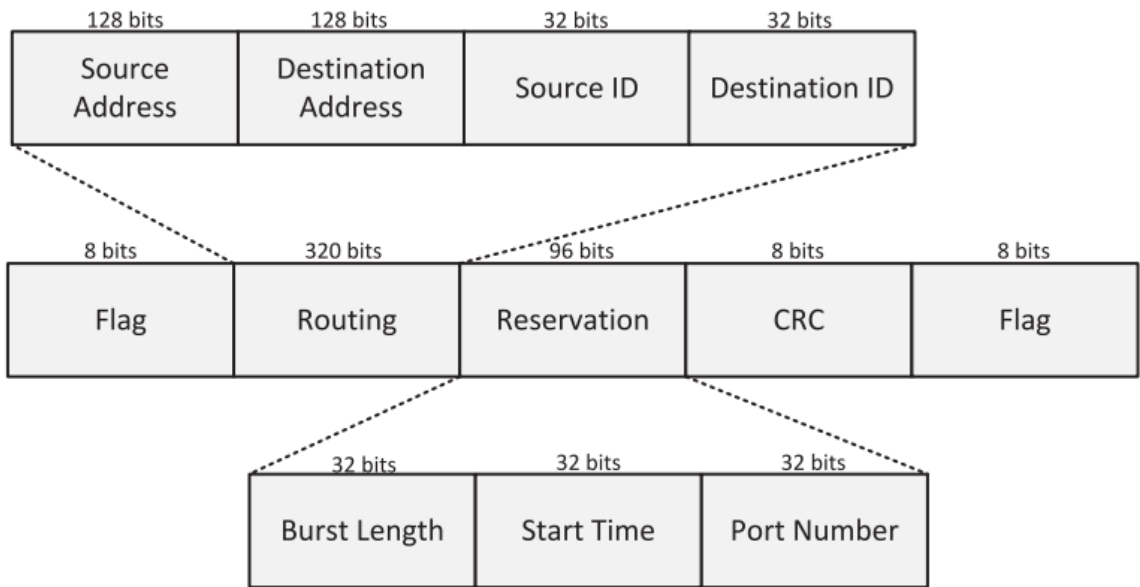 128 bits 128 bits 32 bits 32 bits
Source Address Destination Address Source ID Destination ID
8 bits 320 bits 96 bits 8 bits 8 bits
Flag Routing Reservation CRC Flag
32 bits 32 bits 32 bits
Burst Length Start Time Port Number